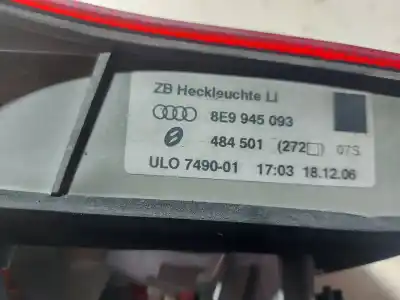 ZB Heckleuchte Li
8E9 945 093
484 501 (272□) 07S
ULO 7490-01 17:03 18.12.06